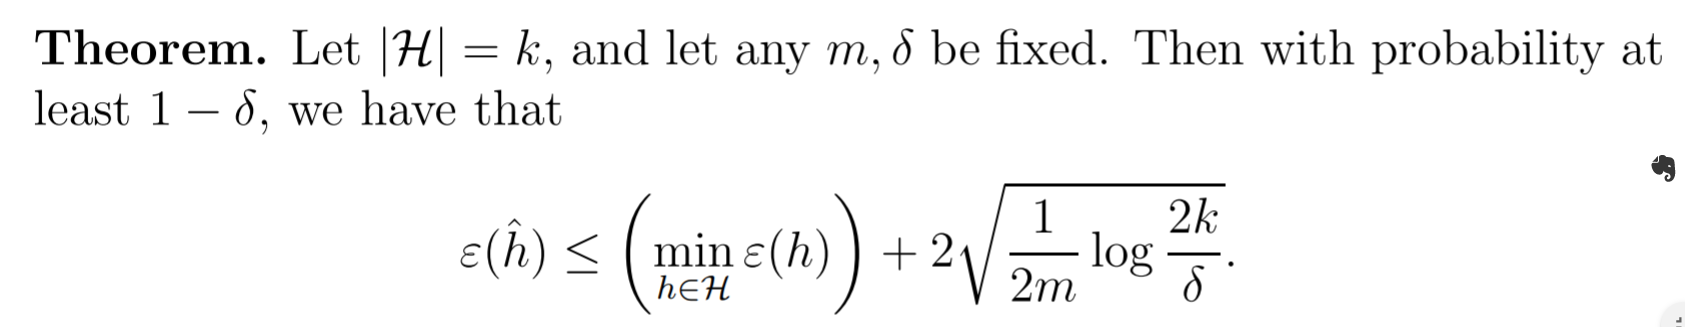 Theorem. Let |ℋ| = k, and let any m, δ be fixed. Then with probability at
least 1 − δ, we have that
ε(ĥ) ≤ (min_{h∈ℋ} ε(h)) + 2√(1/2m log 2k/δ).